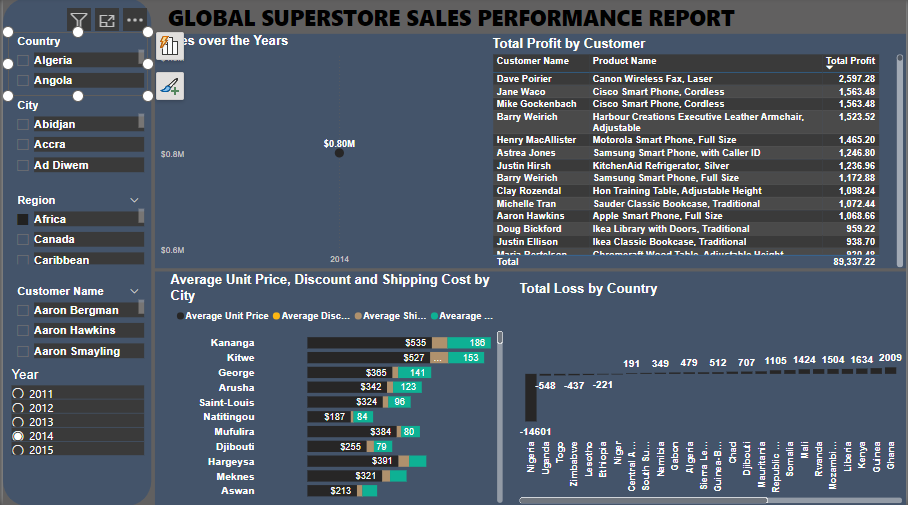 GLOBAL SUPERSTORE SALES PERFORMANCE REPORT
Country
Algeria
Angola
City
Abidjan
Accra
Ad Diwem
Region
Africa
Canada
Caribbean
Customer Name
Aaron Bergman
Aaron Hawkins
Aaron Smayling
Year
2011
2012
2013
2014
2015
es over the Years
$0.80M
$0.8M
$0.6M
2014
Total Profit by Customer
Customer Name Product Name Total Profit
Dave Poirier Canon Wireless Fax, Laser 2,597.28
Jane Waco Cisco Smart Phone, Cordless 1,563.48
Mike Gockenbach Cisco Smart Phone, Cordless 1,563.48
Barry Weirich Harbour Creations Executive Leather Armchair, 1,523.52
Adjustable
Henry MacAllister Motorola Smart Phone, Full Size 1,465.20
Astrea Jones Samsung Smart Phone, with Caller ID 1,246.80
Justin Hirsh KitchenAid Refrigerator, Silver 1,236.96
Barry Weirich Samsung Smart Phone, Full Size 1,172.88
Clay Rozendal Hon Training Table, Adjustable Height 1,098.24
Michelle Tran Sauder Classic Bookcase, Traditional 1,072.44
Aaron Hawkins Apple Smart Phone, Full Size 1,068.66
Doug Bickford Ikea Library with Doors, Traditional 959.22
Justin Ellison Ikea Classic Bookcase, Traditional 938.70
Total 89,337.22
Average Unit Price, Discount and Shipping Cost by
City
Average Unit Price Average Disc... Average Shi... Avearage ...
Kananga $535 186
Kitwe $527 ... 153
George $365 141
Arusha $342 123
Saint-Louis $324 96
Natitingou $187 84
Mufulira $384 80
Djibouti $255 79
Hargeysa $391
Meknes $321
Aswan $213
Total Loss by Country
-14601 -548 -437 -221 191 349 479 512 707 1105 1424 1504 1634 2009
Nigeria
Uganda
Togo
Zimbabwe
Lesotho
Ethiopia
Niger
Central A...
South Su...
Namibia
Gabon
Algeria
Sierra Le...
Guinea-B...
Chad
Djibouti
Mauritania
Republic ...
Somalia
Mali
Rwanda
Mozambi...
Liberia
Kenya
Guinea
Ghana